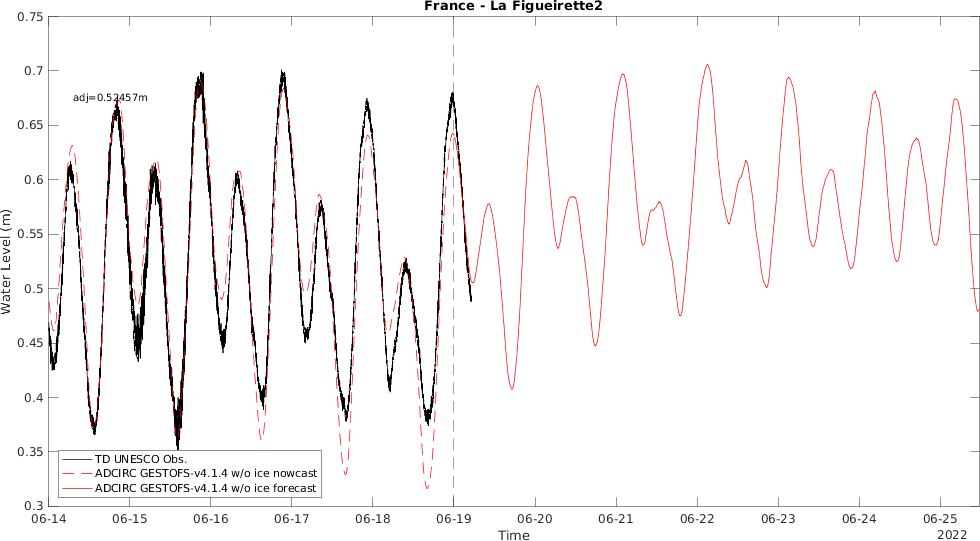 France - La Figueirette2
0.75
0.7
0.65
0.6
0.55
0.5
0.45
0.4
0.35
0.3
Water Level (m)
adj=0.52457m
TD UNESCO Obs.
ADCIRC GESTOFS-v4.1.4 w/o ice nowcast
ADCIRC GESTOFS-v4.1.4 w/o ice forecast
06-14 06-15 06-16 06-17 06-18 06-19 06-20 06-21 06-22 06-23 06-24 06-25
Time
2022